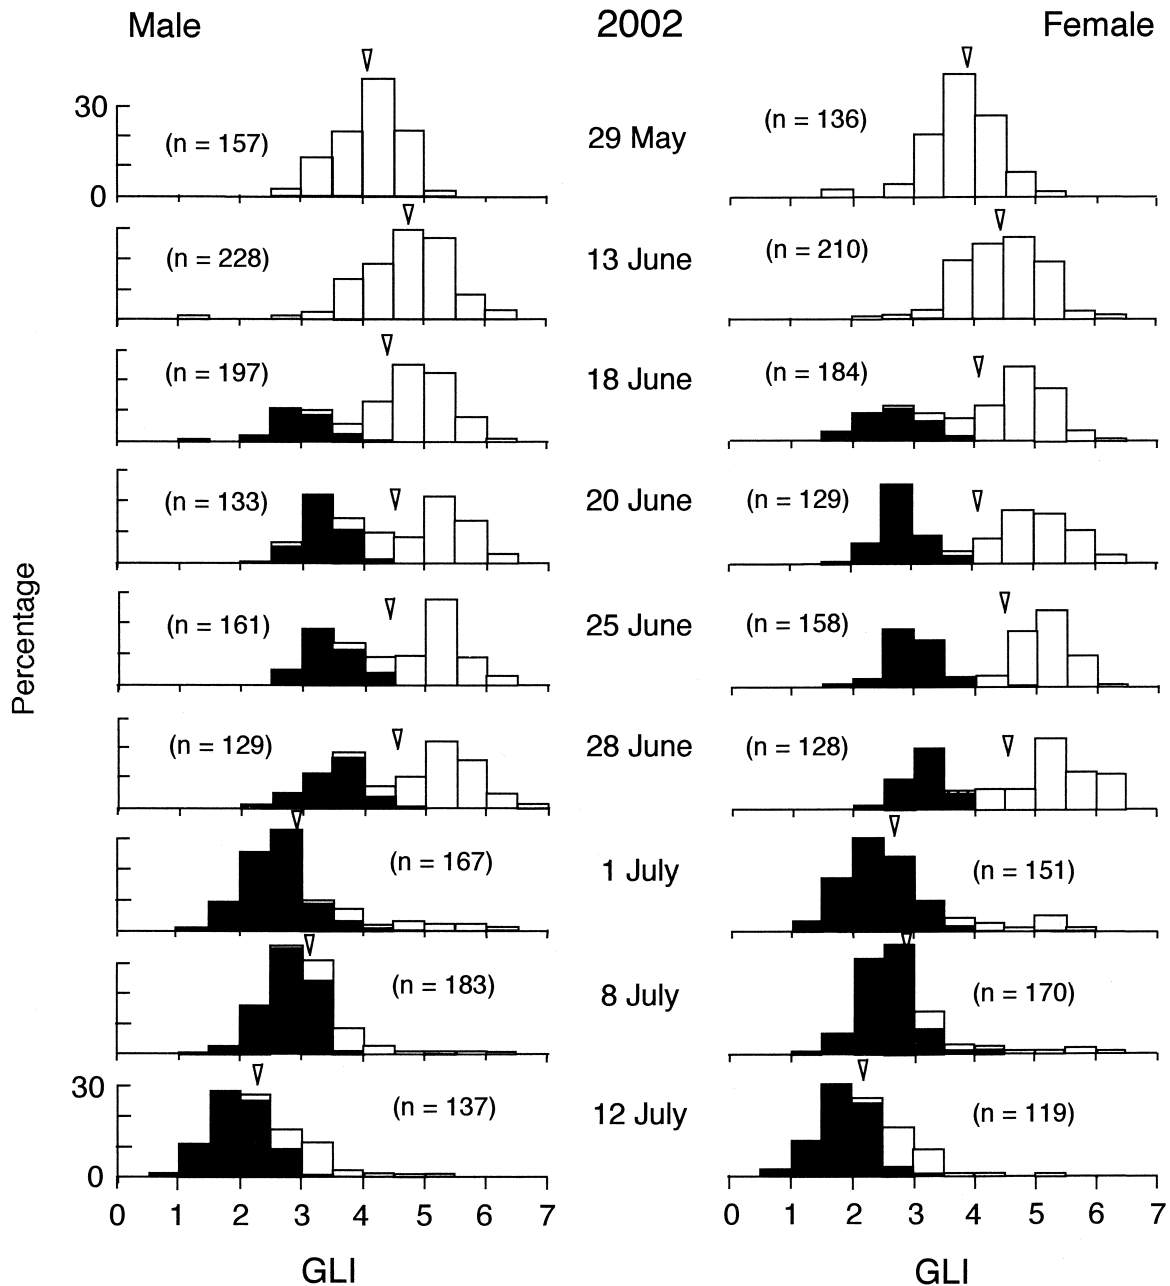 Male 2002 Female
30
(n = 157) 29 May (n = 136)
0
(n = 228) 13 June (n = 210)
(n = 197) 18 June (n = 184)
(n = 133) 20 June (n = 129)
(n = 161) 25 June (n = 158)
Percentage
(n = 129) 28 June (n = 128)
(n = 167) 1 July (n = 151)
(n = 183) 8 July (n = 170)
30
(n = 137) 12 July (n = 119)
0
0 1 2 3 4 5 6 7 0 1 2 3 4 5 6 7
GLI GLI